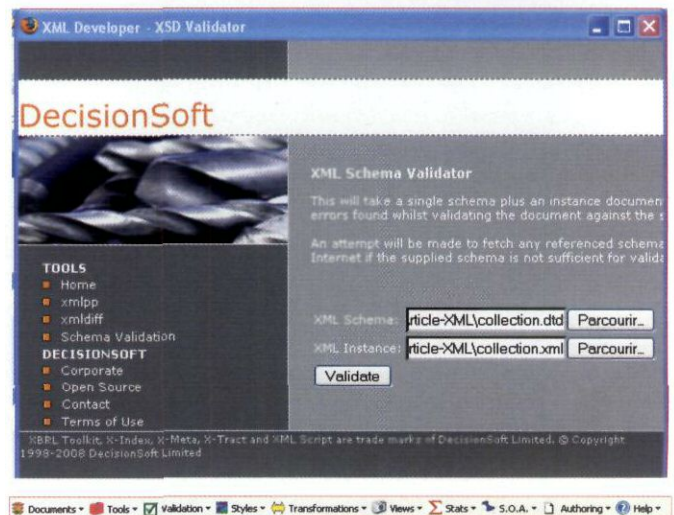 XML Developer - XSD Validator
DecisionSoft
XML Schema Validator
This will take a single schema plus an instance documen
errors found whilst validating the document against the s
An attempt will be made to fetch any referenced schema
Internet if the supplied schema is not sufficient for valida
TOOLS
Home
xmlpp
xmldiff
Schema Validation
DECISIONSOFT
Corporate
Open Source
Contact
Terms of Use
XML Schema: rticle-XML\collection.dtd Parcourir...
XML Instance: rticle-XML\collection.xml Parcourir...
Validate
XBRL Toolkit, X-Index, X-Meta, X-Tract and XML Script are trade marks of DecisionSoft Limited. © Copyright
1998-2008 DecisionSoft Limited
Documents Tools Validation Styles Transformations Views Stats S.O.A. Authoring Help